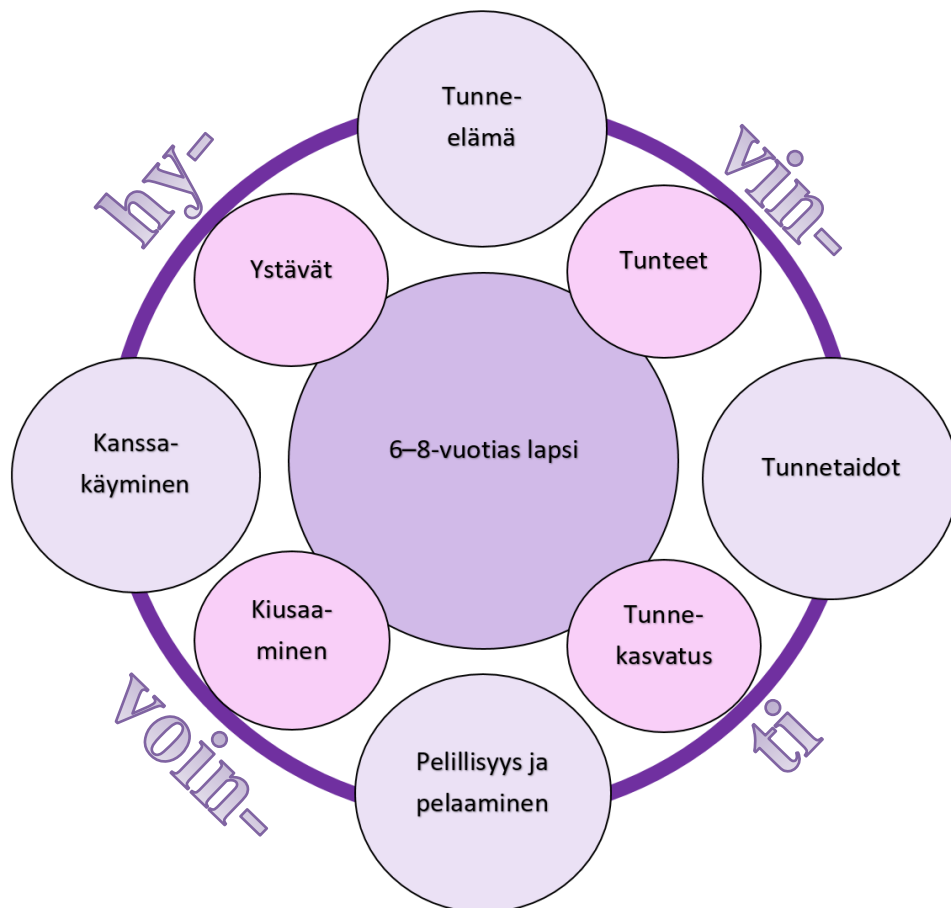 Tunne-
elämä
hy-
vin-
Ystävät
Tunteet
Kanssa-
käyminen
6–8-vuotias lapsi
Tunnetaidot
Kiusaa-
minen
Tunne-
kasvatus
voin-
ti
Pelillisyys ja
pelaaminen